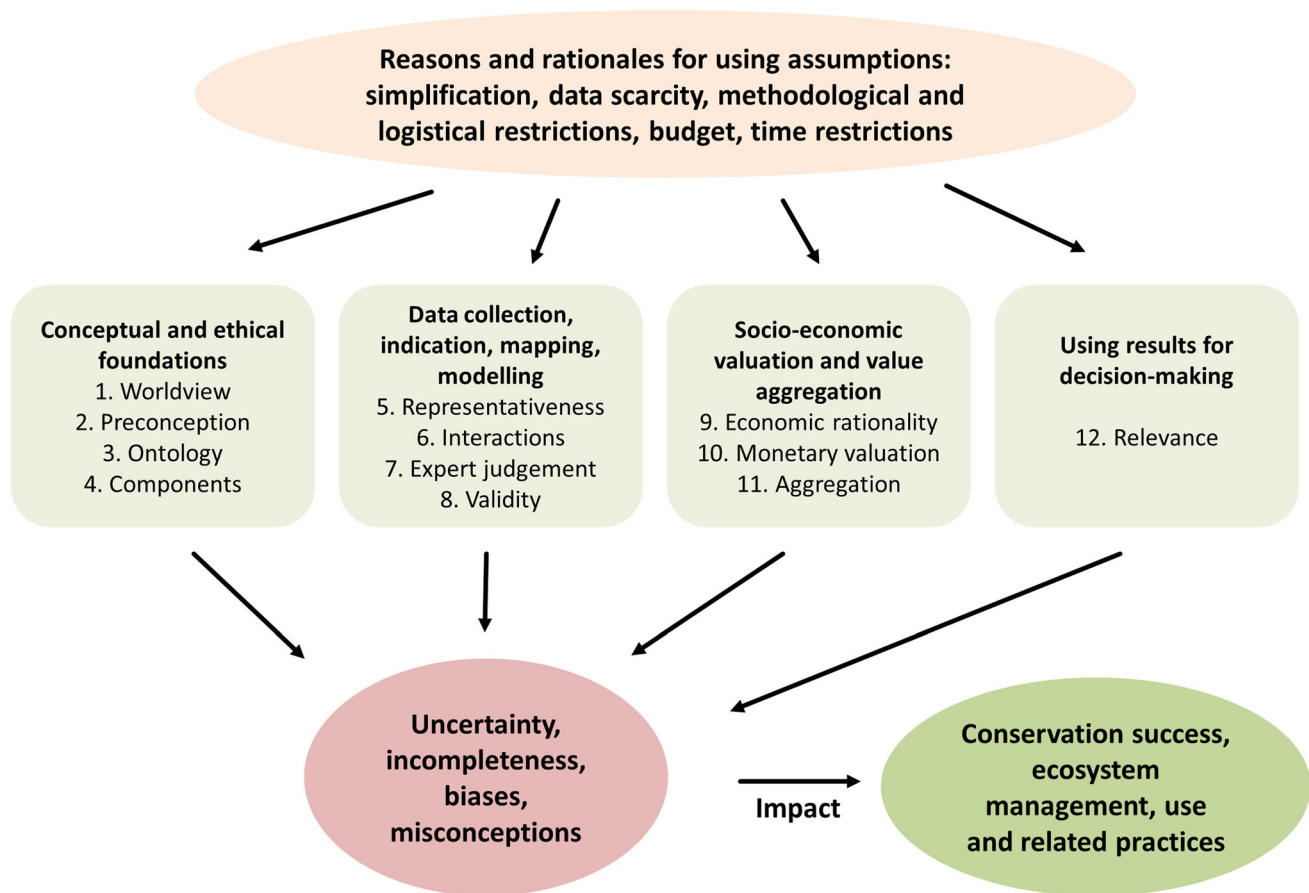 Reasons and rationales for using assumptions:
simplification, data scarcity, methodological and
logistical restrictions, budget, time restrictions
Conceptual and ethical
foundations
1. Worldview
2. Preconception
3. Ontology
4. Components
Data collection,
indication, mapping,
modelling
5. Representativeness
6. Interactions
7. Expert judgement
8. Validity
Socio-economic
valuation and value
aggregation
9. Economic rationality
10. Monetary valuation
11. Aggregation
Using results for
decision-making
12. Relevance
Uncertainty,
incompleteness,
biases,
misconceptions
Impact
Conservation success,
ecosystem
management, use
and related practices